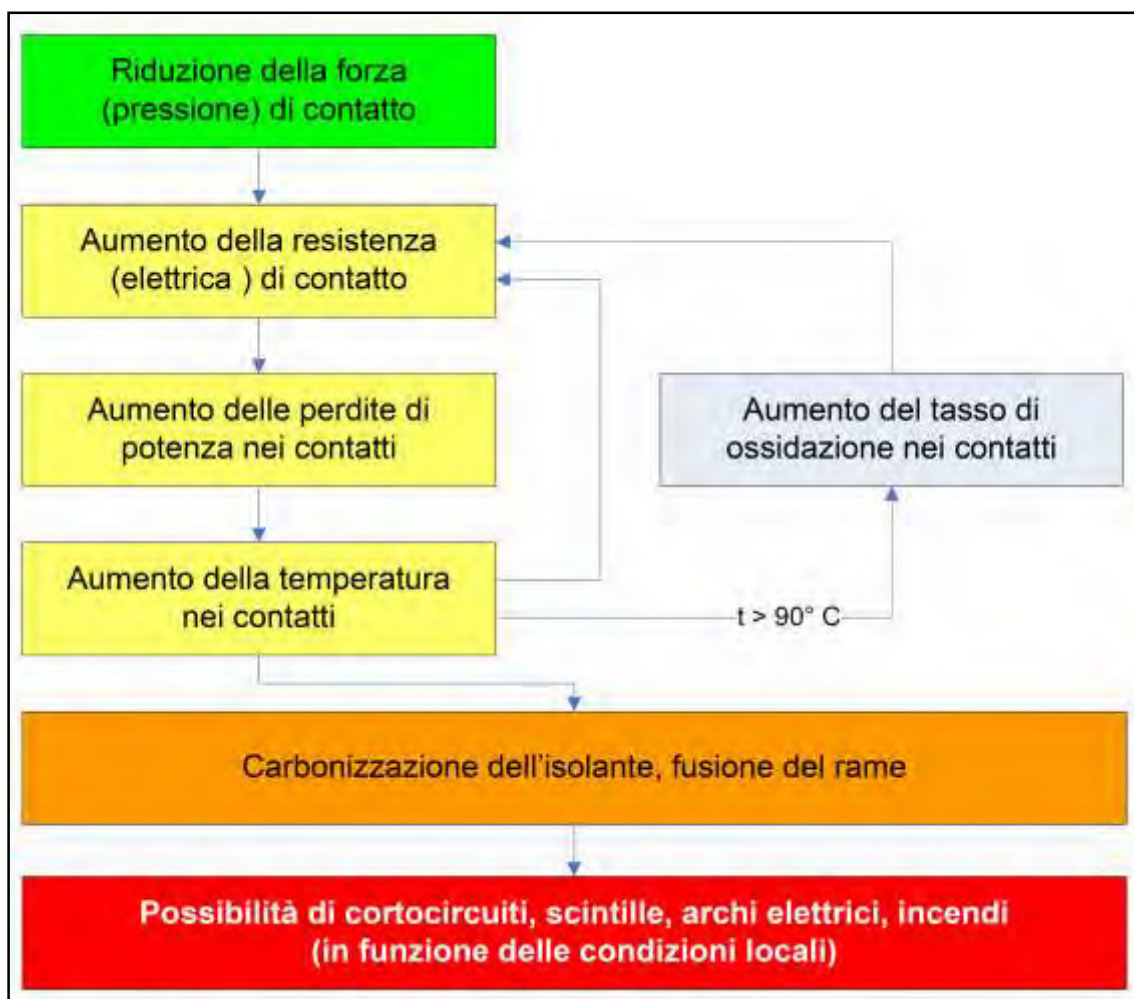 Riduzione della forza
(pressione) di contatto
Aumento della resistenza
(elettrica ) di contatto
Aumento delle perdite di
potenza nei contatti
Aumento del tasso di
ossidazione nei contatti
Aumento della temperatura
nei contatti
t > 90° C
Carbonizzazione dell'isolante, fusione del rame
Possibilità di cortocircuiti, scintille, archi elettrici, incendi
(in funzione delle condizioni locali)